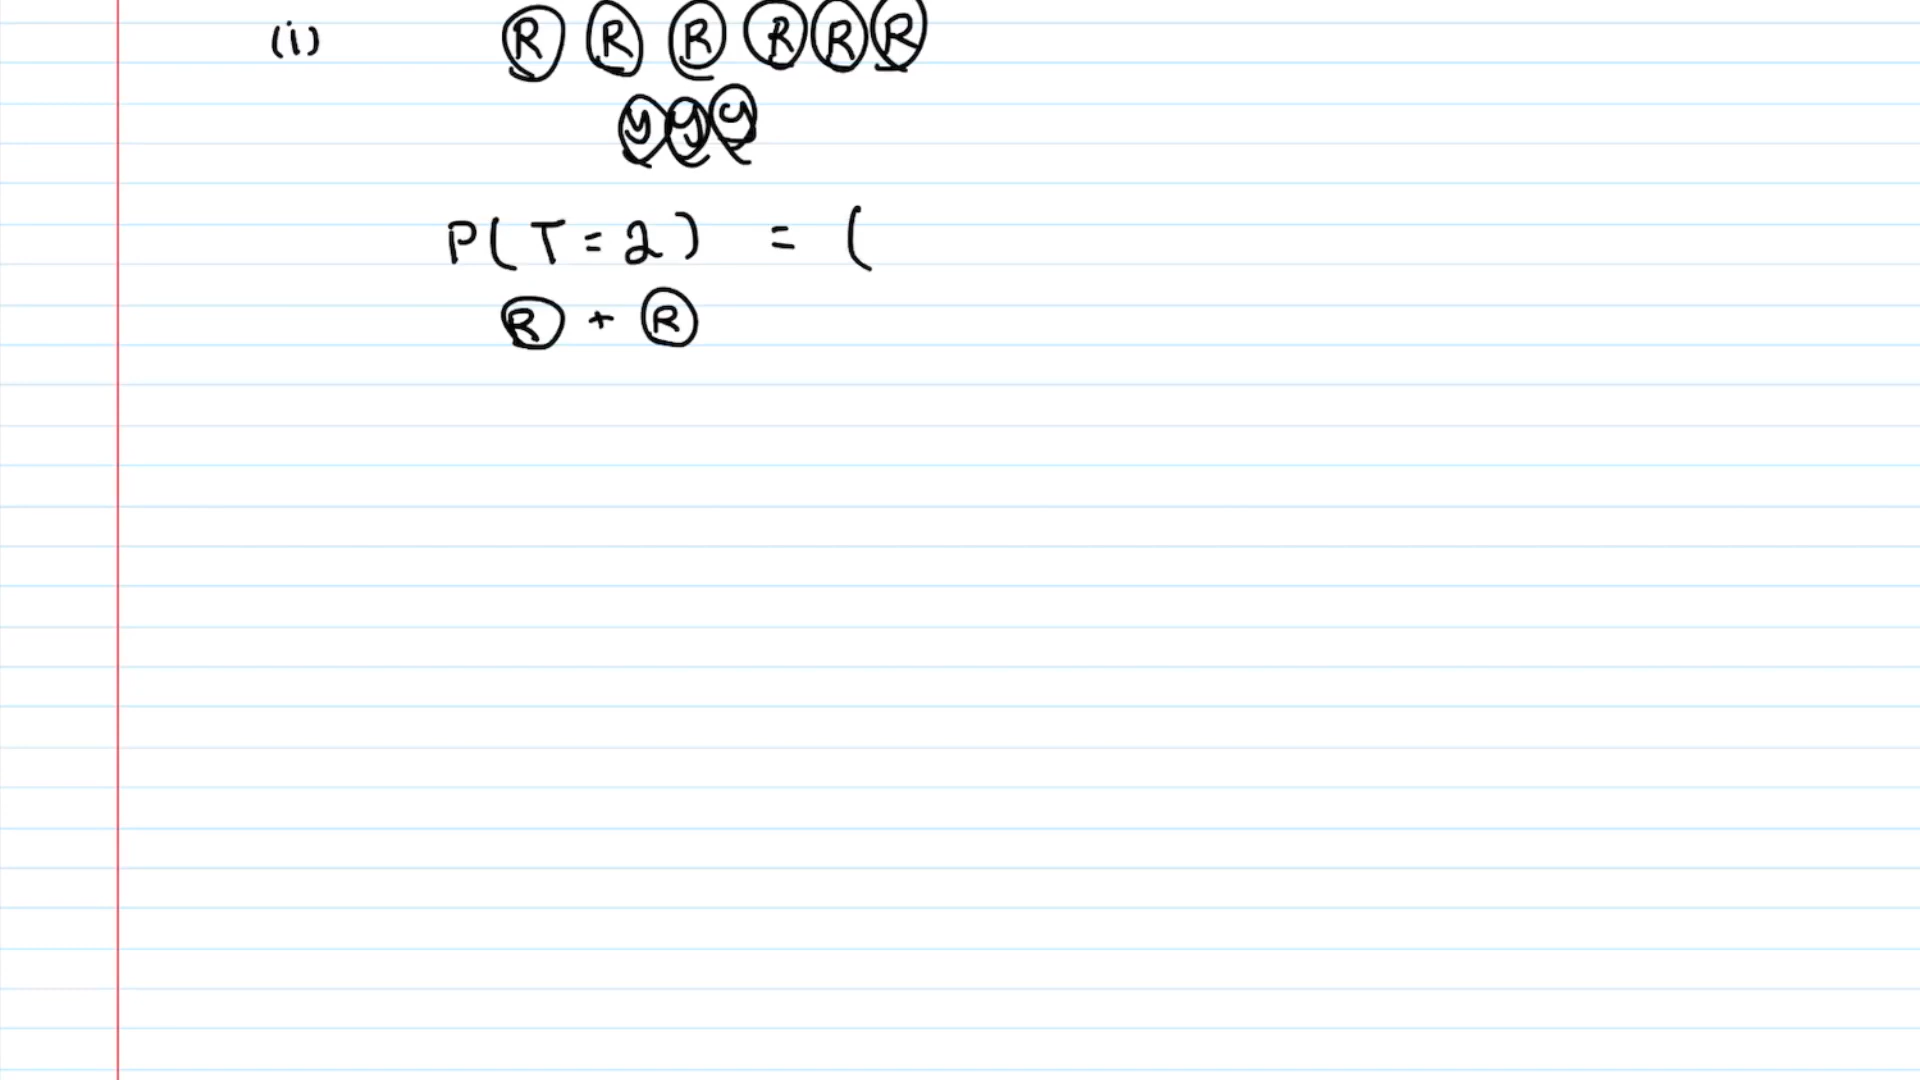 (i) R R R R R R
y y y
P(T=2) = (
R + R